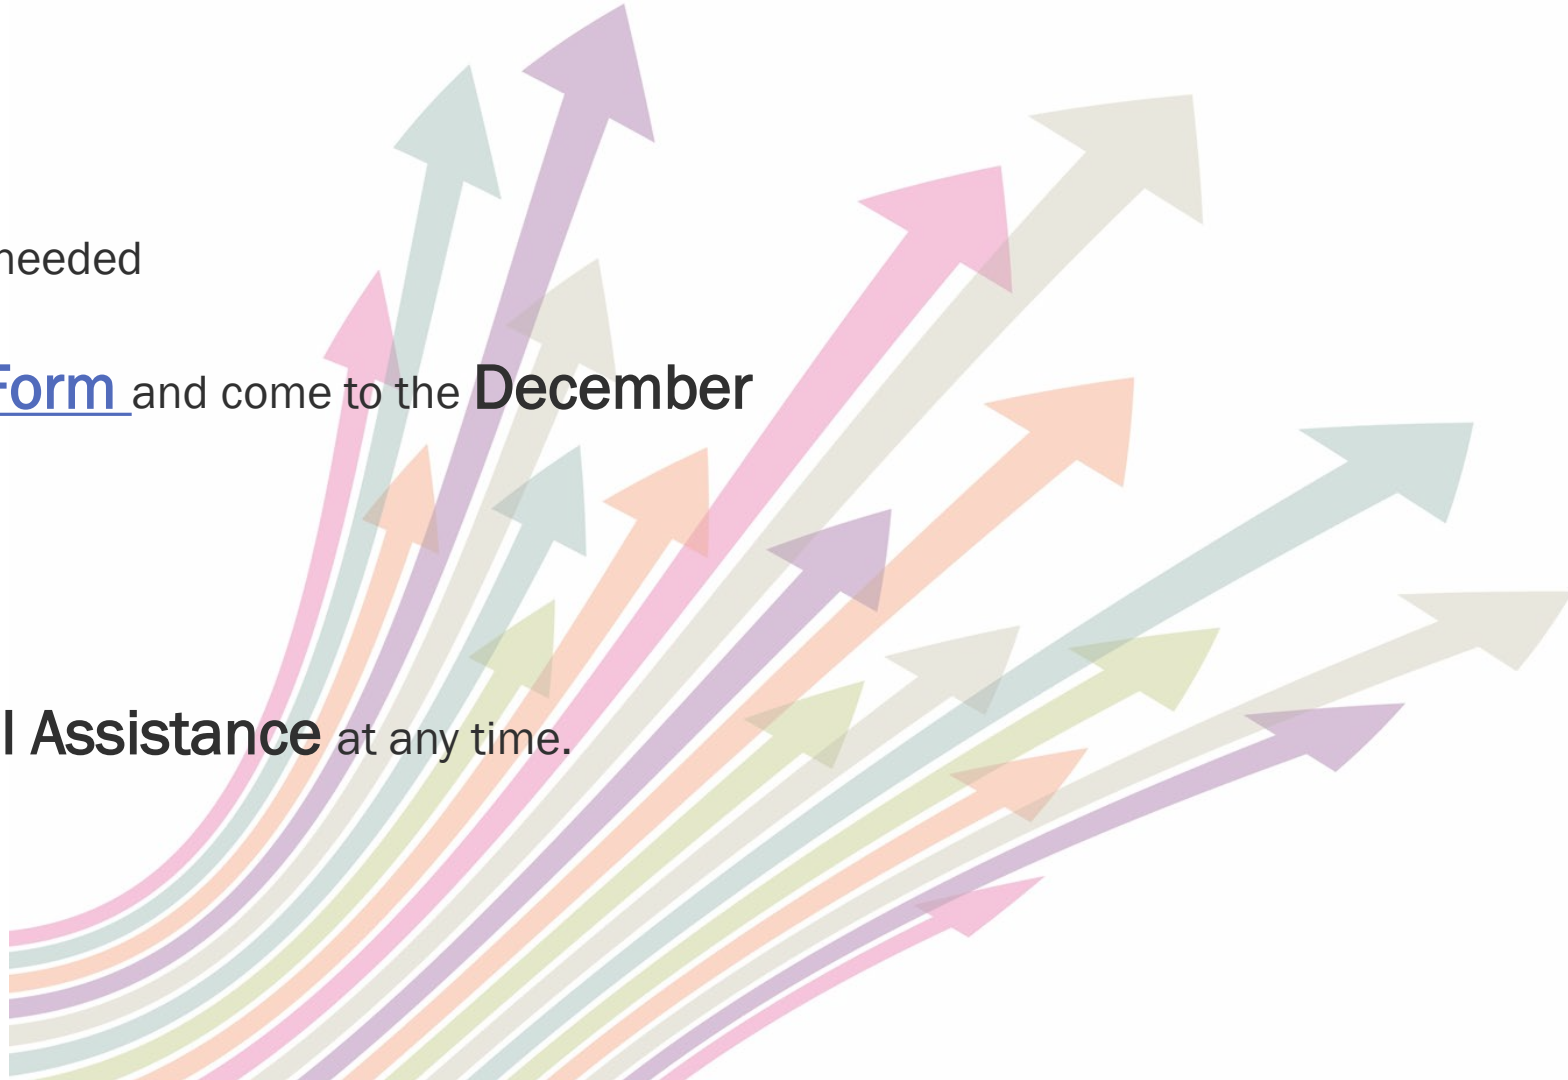 needed
Form and come to the December
l Assistance at any time.